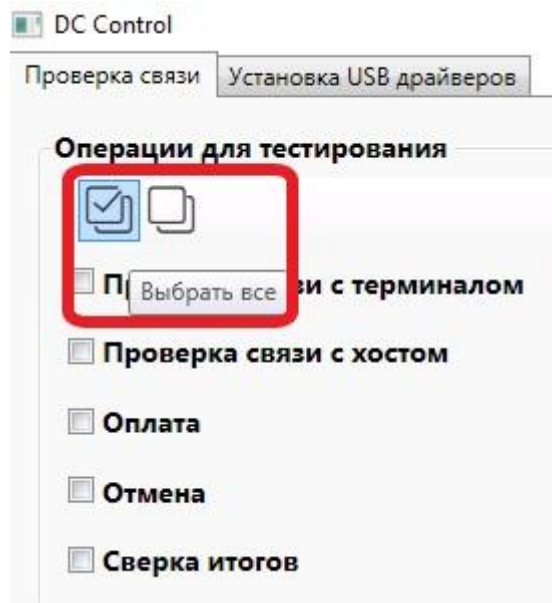 DC Control
Проверка связи Установка USB драйверов
Операции для тестирования
Выбрать все
с терминалом
Проверка связи с хостом
Оплата
Отмена
Сверка итогов